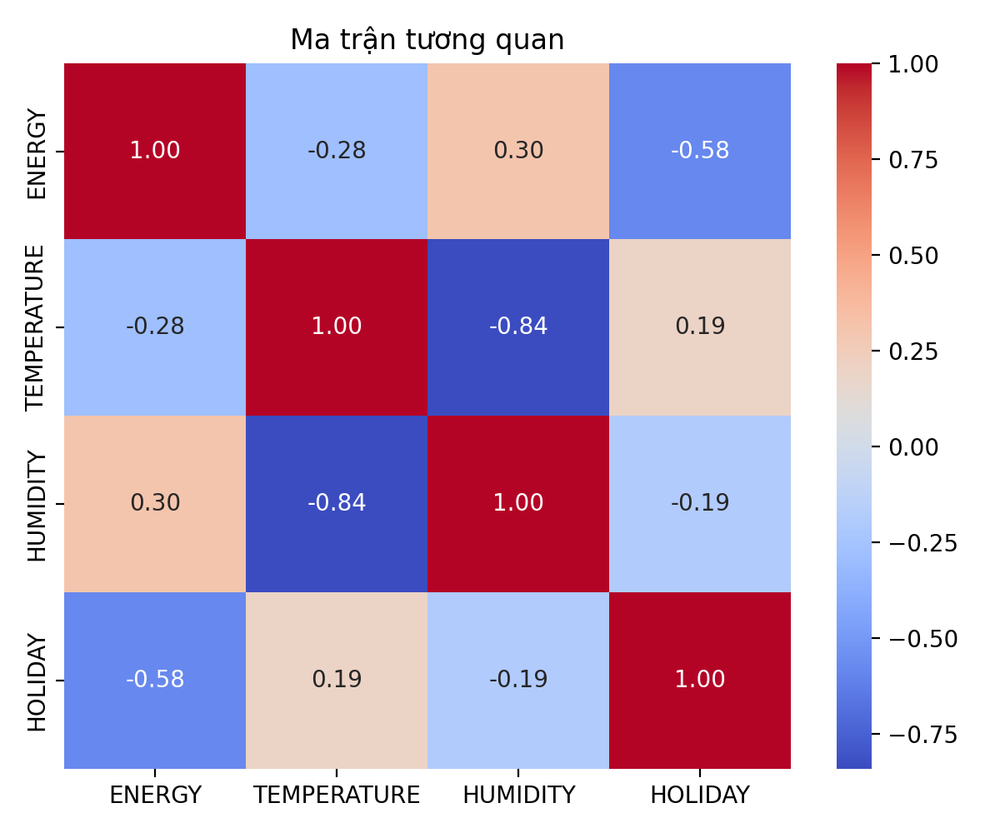 Ma trận tương quan
ENERGY 1.00 -0.28 0.30 -0.58
TEMPERATURE -0.28 1.00 -0.84 0.19
HUMIDITY 0.30 -0.84 1.00 -0.19
HOLIDAY -0.58 0.19 -0.19 1.00
ENERGY TEMPERATURE HUMIDITY HOLIDAY
1.00
0.75
0.50
0.25
0.00
−0.25
−0.50
−0.75